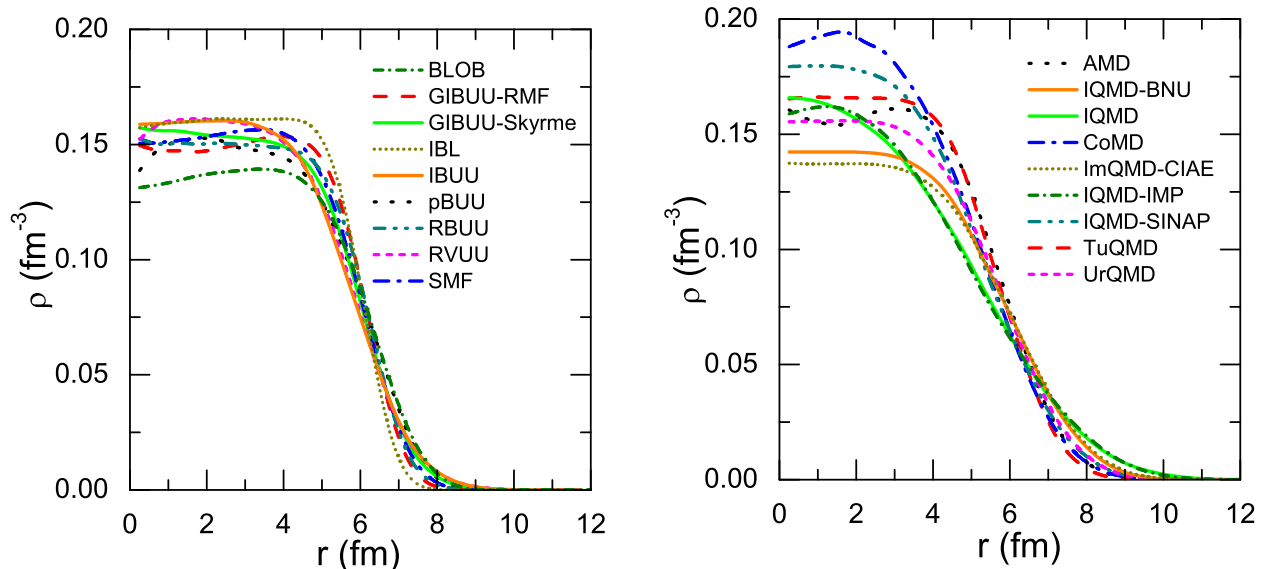 0.20
0.15
0.10
0.05
0.00
ρ (fm⁻³)
0 2 4 6 8 10 12
r (fm)
BLOB
GIBUU-RMF
GIBUU-Skyrme
IBL
IBUU
pBUU
RBUU
RVUU
SMF
0.20
0.15
0.10
0.05
0.00
ρ (fm⁻³)
0 2 4 6 8 10 12
r (fm)
AMD
IQMD-BNU
IQMD
CoMD
ImQMD-CIAE
IQMD-IMP
IQMD-SINAP
TuQMD
UrQMD